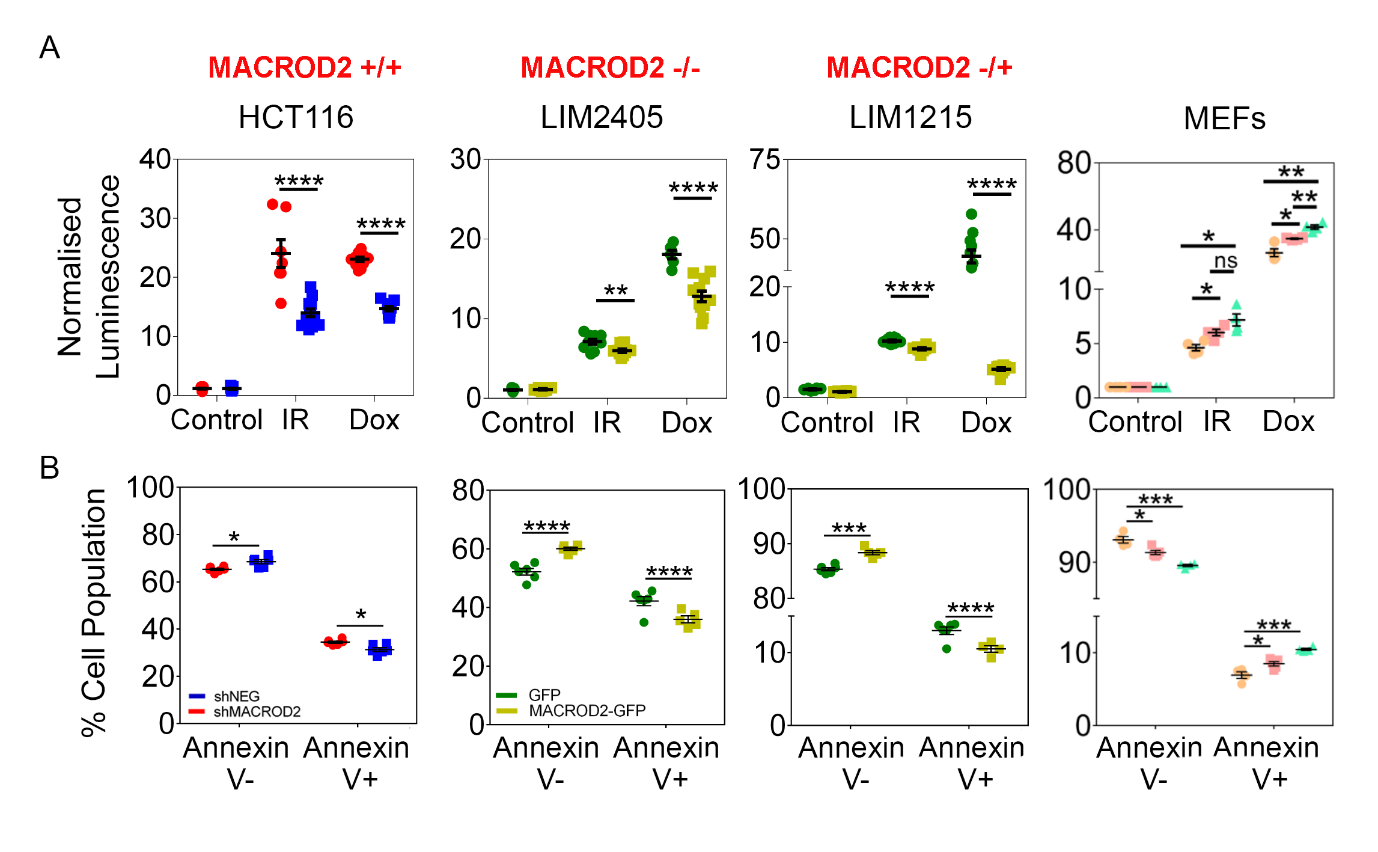 A
MACROD2 +/+
MACROD2 -/-
MACROD2 -/+
HCT116
LIM2405
LIM1215
MEFs
Normalised
Luminescence
40
30
20
10
0
****
****
Control IR Dox
30
20
10
0
**
****
Control IR Dox
75
50
20
10
0
****
****
Control IR Dox
80
40
10
5
0
*
ns
*
**
**
*
Control IR Dox
B
% Cell Population
100
80
60
40
20
0
*
*
shNEG
shMACROD2
Annexin Annexin
V- V+
80
60
40
20
0
****
****
GFP
MACROD2-GFP
Annexin Annexin
V- V+
100
90
80
10
0
***
****
Annexin Annexin
V- V+
100
90
10
0
***
*
***
*
Annexin Annexin
V- V+